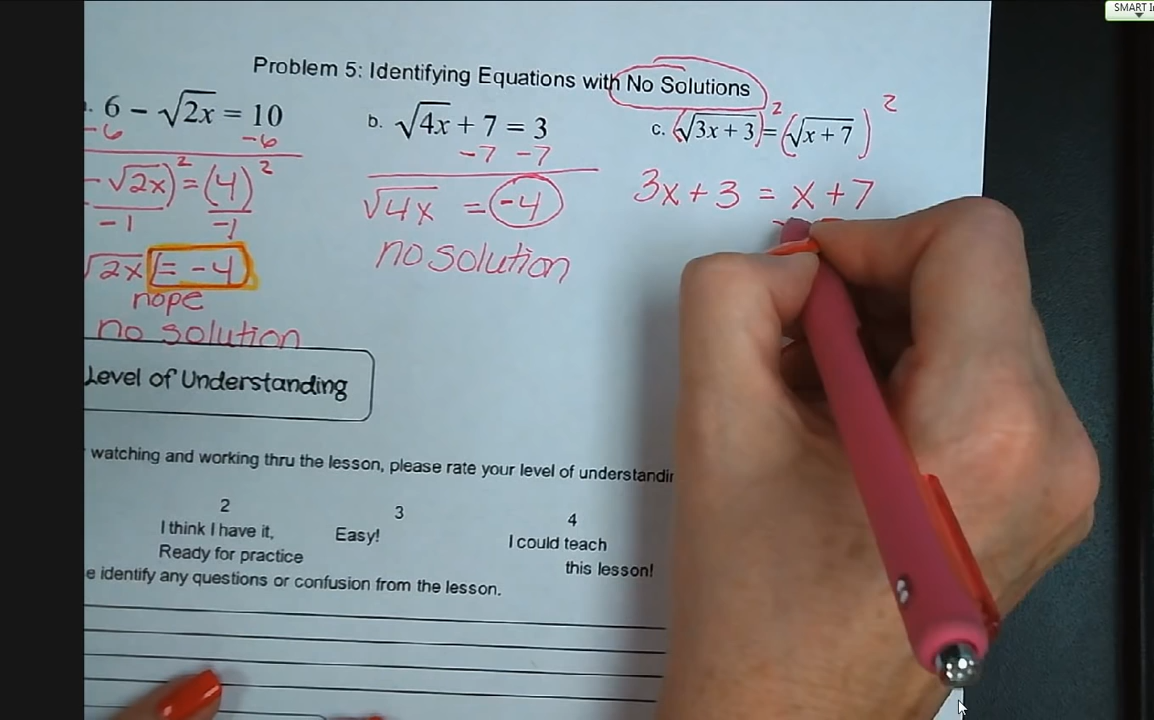 SMART
Problem 5: Identifying Equations with No Solutions
. 6 − √2x = 10
−6 −6
−√2x)² = (4)²
−1 −1
√2x = −4
nope
no solution
b. √4x + 7 = 3
−7 −7
√4x = −4
no solution
c. (√3x + 3)² = (√x + 7)²
3x + 3 = x + 7
Level of Understanding
watching and working thru the lesson, please rate your level of understandin
2
I think I have it,
Ready for practice
3
Easy!
4
I could teach
this lesson!
e identify any questions or confusion from the lesson.